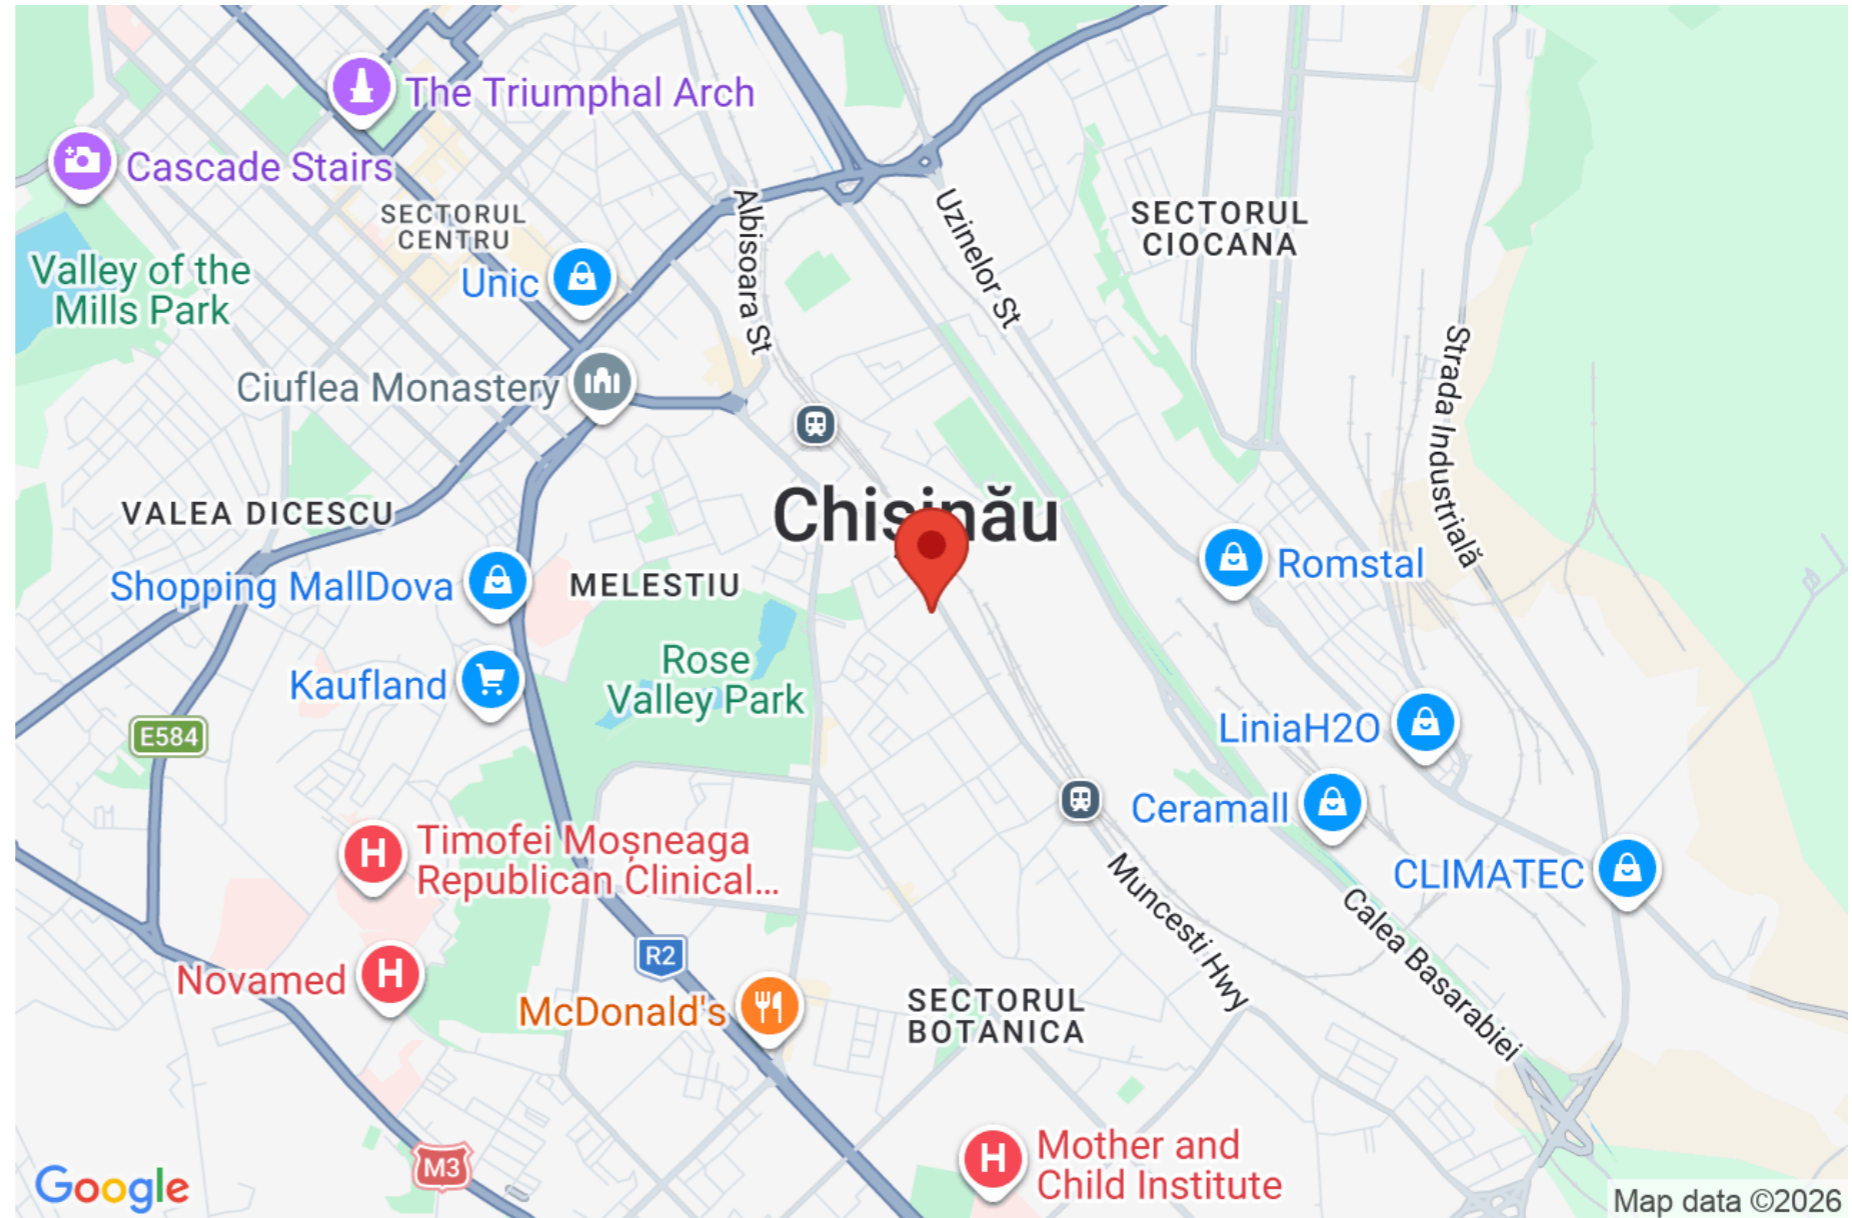 The Triumphal Arch
Cascade Stairs
SECTORUL
CENTRU
Albisoara St
Uzinelor St
SECTORUL
CIOCANA
Valley of the
Mills Park
Unic
Strada Industrială
Ciuflea Monastery
VALEA DICESCU
Chișinău
Romstal
Shopping MallDova
MELESTIU
Rose
Valley Park
Kaufland
E584
LiniaH2O
Ceramall
Timofei Moșneaga
Republican Clinical...
H
CLIMATEC
Muncesti Hwy
Calea Basarabiei
R2
Novamed
H
McDonald's
SECTORUL
BOTANICA
M3
H
Mother and
Child Institute
Google
Map data ©2026